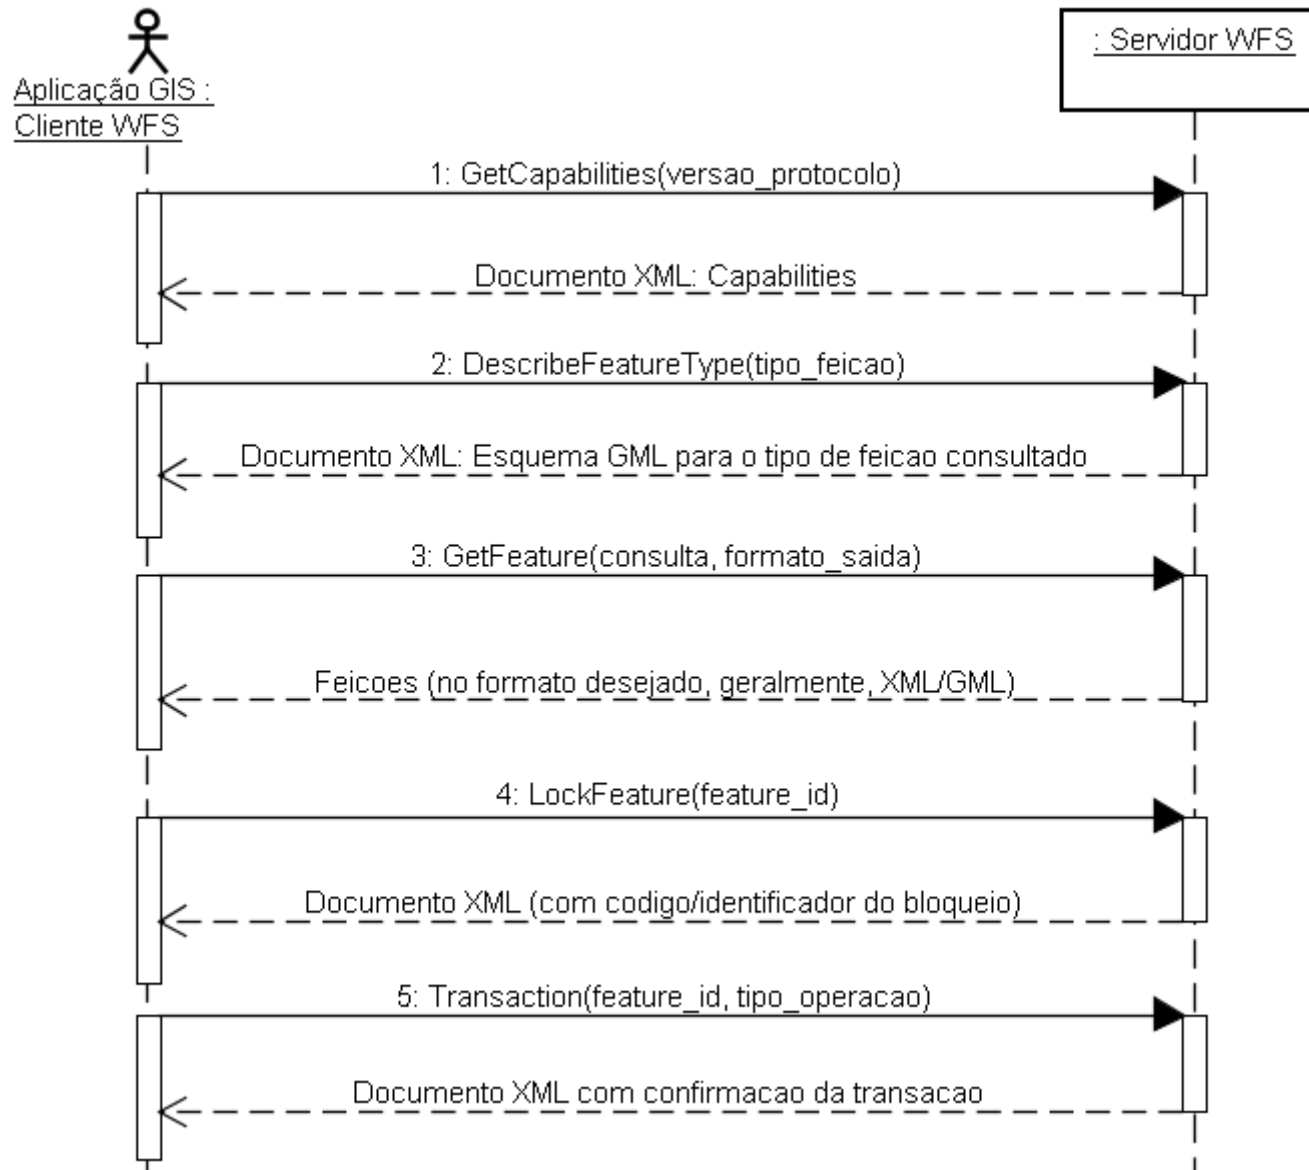 Aplicação GIS :
Cliente WFS
: Servidor WFS
1: GetCapabilities(versao_protocolo)
Documento XML: Capabilities
2: DescribeFeatureType(tipo_feicao)
Documento XML: Esquema GML para o tipo de feicao consultado
3: GetFeature(consulta, formato_saida)
Feicoes (no formato desejado, geralmente, XML/GML)
4: LockFeature(feature_id)
Documento XML (com codigo/identificador do bloqueio)
5: Transaction(feature_id, tipo_operacao)
Documento XML com confirmacao da transacao